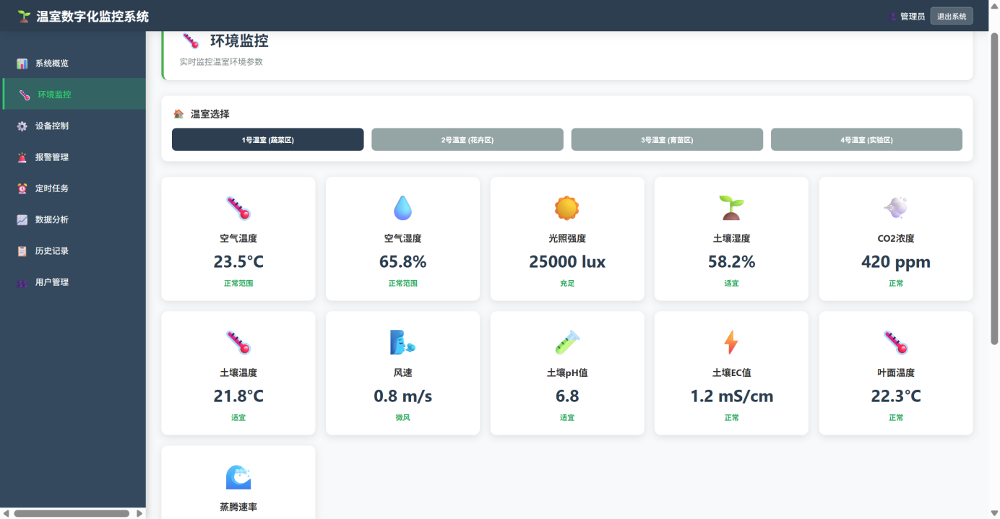 温室数字化监控系统
管理员
退出系统
系统概览
环境监控
设备控制
报警管理
定时任务
数据分析
历史记录
用户管理
环境监控
实时监控温室环境参数
温室选择
1号温室 (蔬菜区)
2号温室 (花卉区)
3号温室 (育苗区)
4号温室 (实验区)
空气温度
23.5°C
正常范围
空气湿度
65.8%
正常范围
光照强度
25000 lux
充足
土壤湿度
58.2%
适宜
CO2浓度
420 ppm
正常
土壤温度
21.8°C
适宜
风速
0.8 m/s
微风
土壤pH值
6.8
适宜
土壤EC值
1.2 mS/cm
正常
叶面温度
22.3°C
正常
蒸腾速率